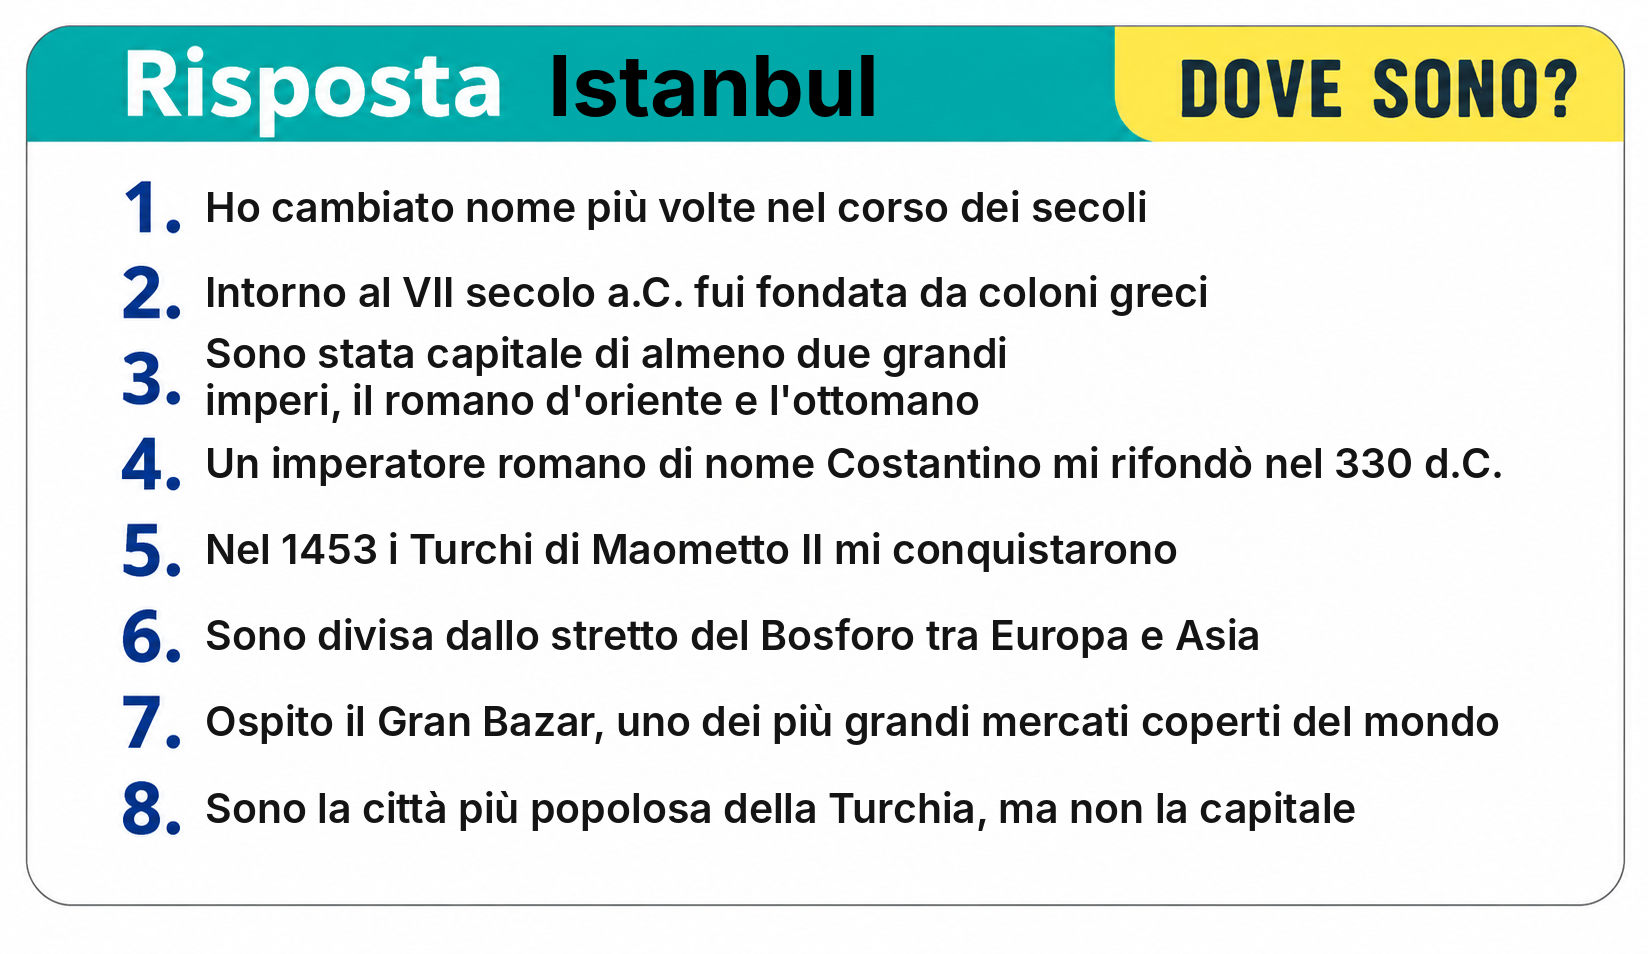 Risposta Istanbul
DOVE SONO?
1. Ho cambiato nome più volte nel corso dei secoli
2. Intorno al VII secolo a.C. fui fondata da coloni greci
3. Sono stata capitale di almeno due grandi
imperi, il romano d'oriente e l'ottomano
4. Un imperatore romano di nome Costantino mi rifondò nel 330 d.C.
5. Nel 1453 i Turchi di Maometto II mi conquistarono
6. Sono divisa dallo stretto del Bosforo tra Europa e Asia
7. Ospito il Gran Bazar, uno dei più grandi mercati coperti del mondo
8. Sono la città più popolosa della Turchia, ma non la capitale